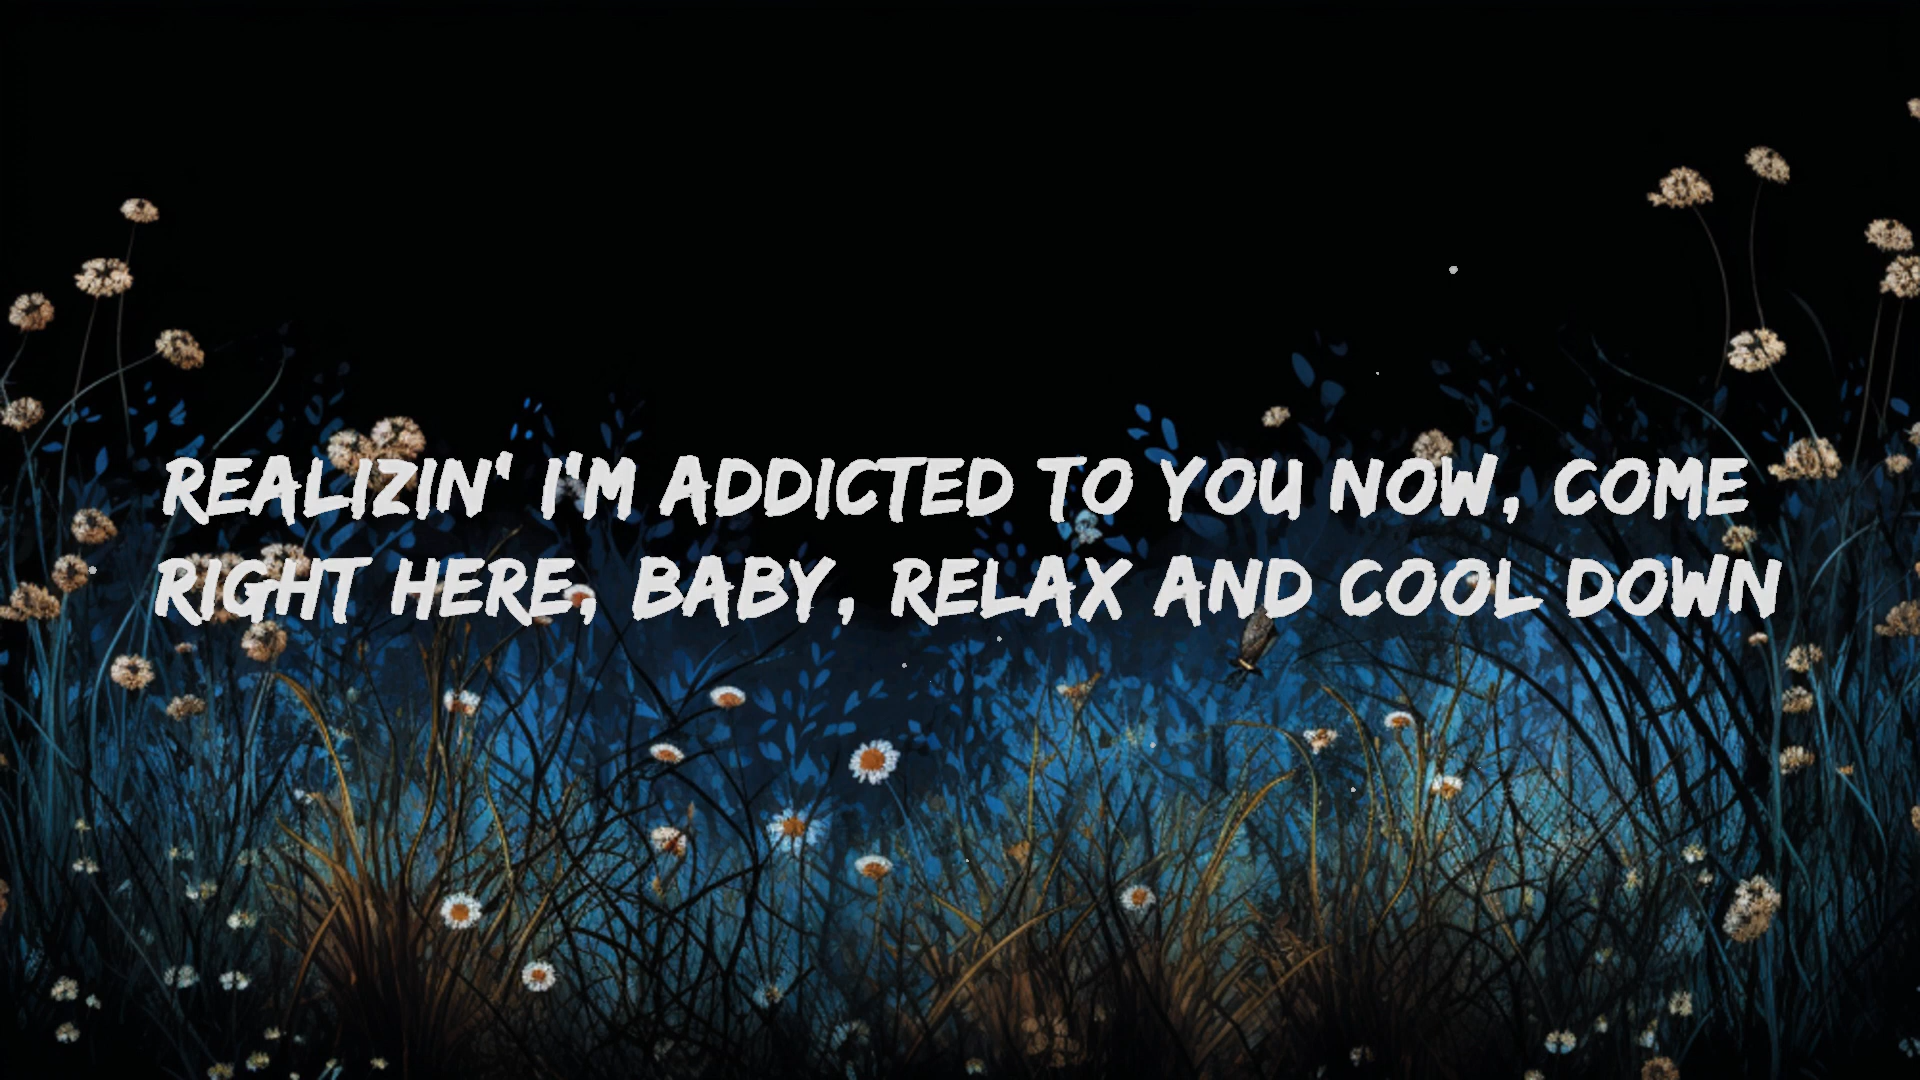 REALIZIN' I'M ADDICTED TO YOU NOW, COME
RIGHT HERE, BABY, RELAX AND COOL DOWN